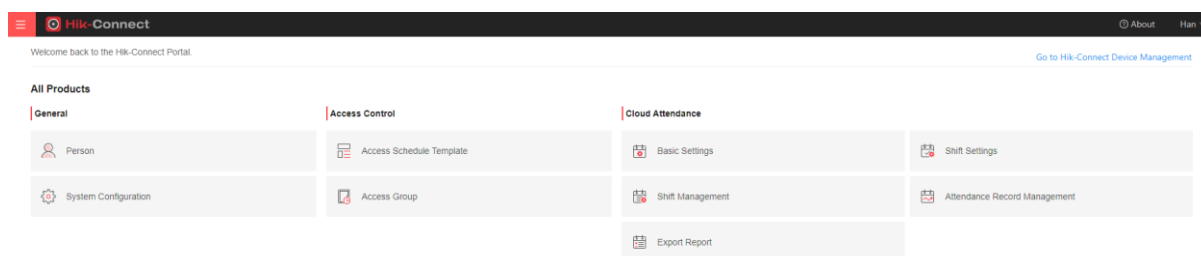 Hik-Connect
About Han
Welcome back to the Hik-Connect Portal.
Go to Hik-Connect Device Management
All Products
General
Access Control
Cloud Attendance
Person
Access Schedule Template
Basic Settings
Shift Settings
System Configuration
Access Group
Shift Management
Attendance Record Management
Export Report